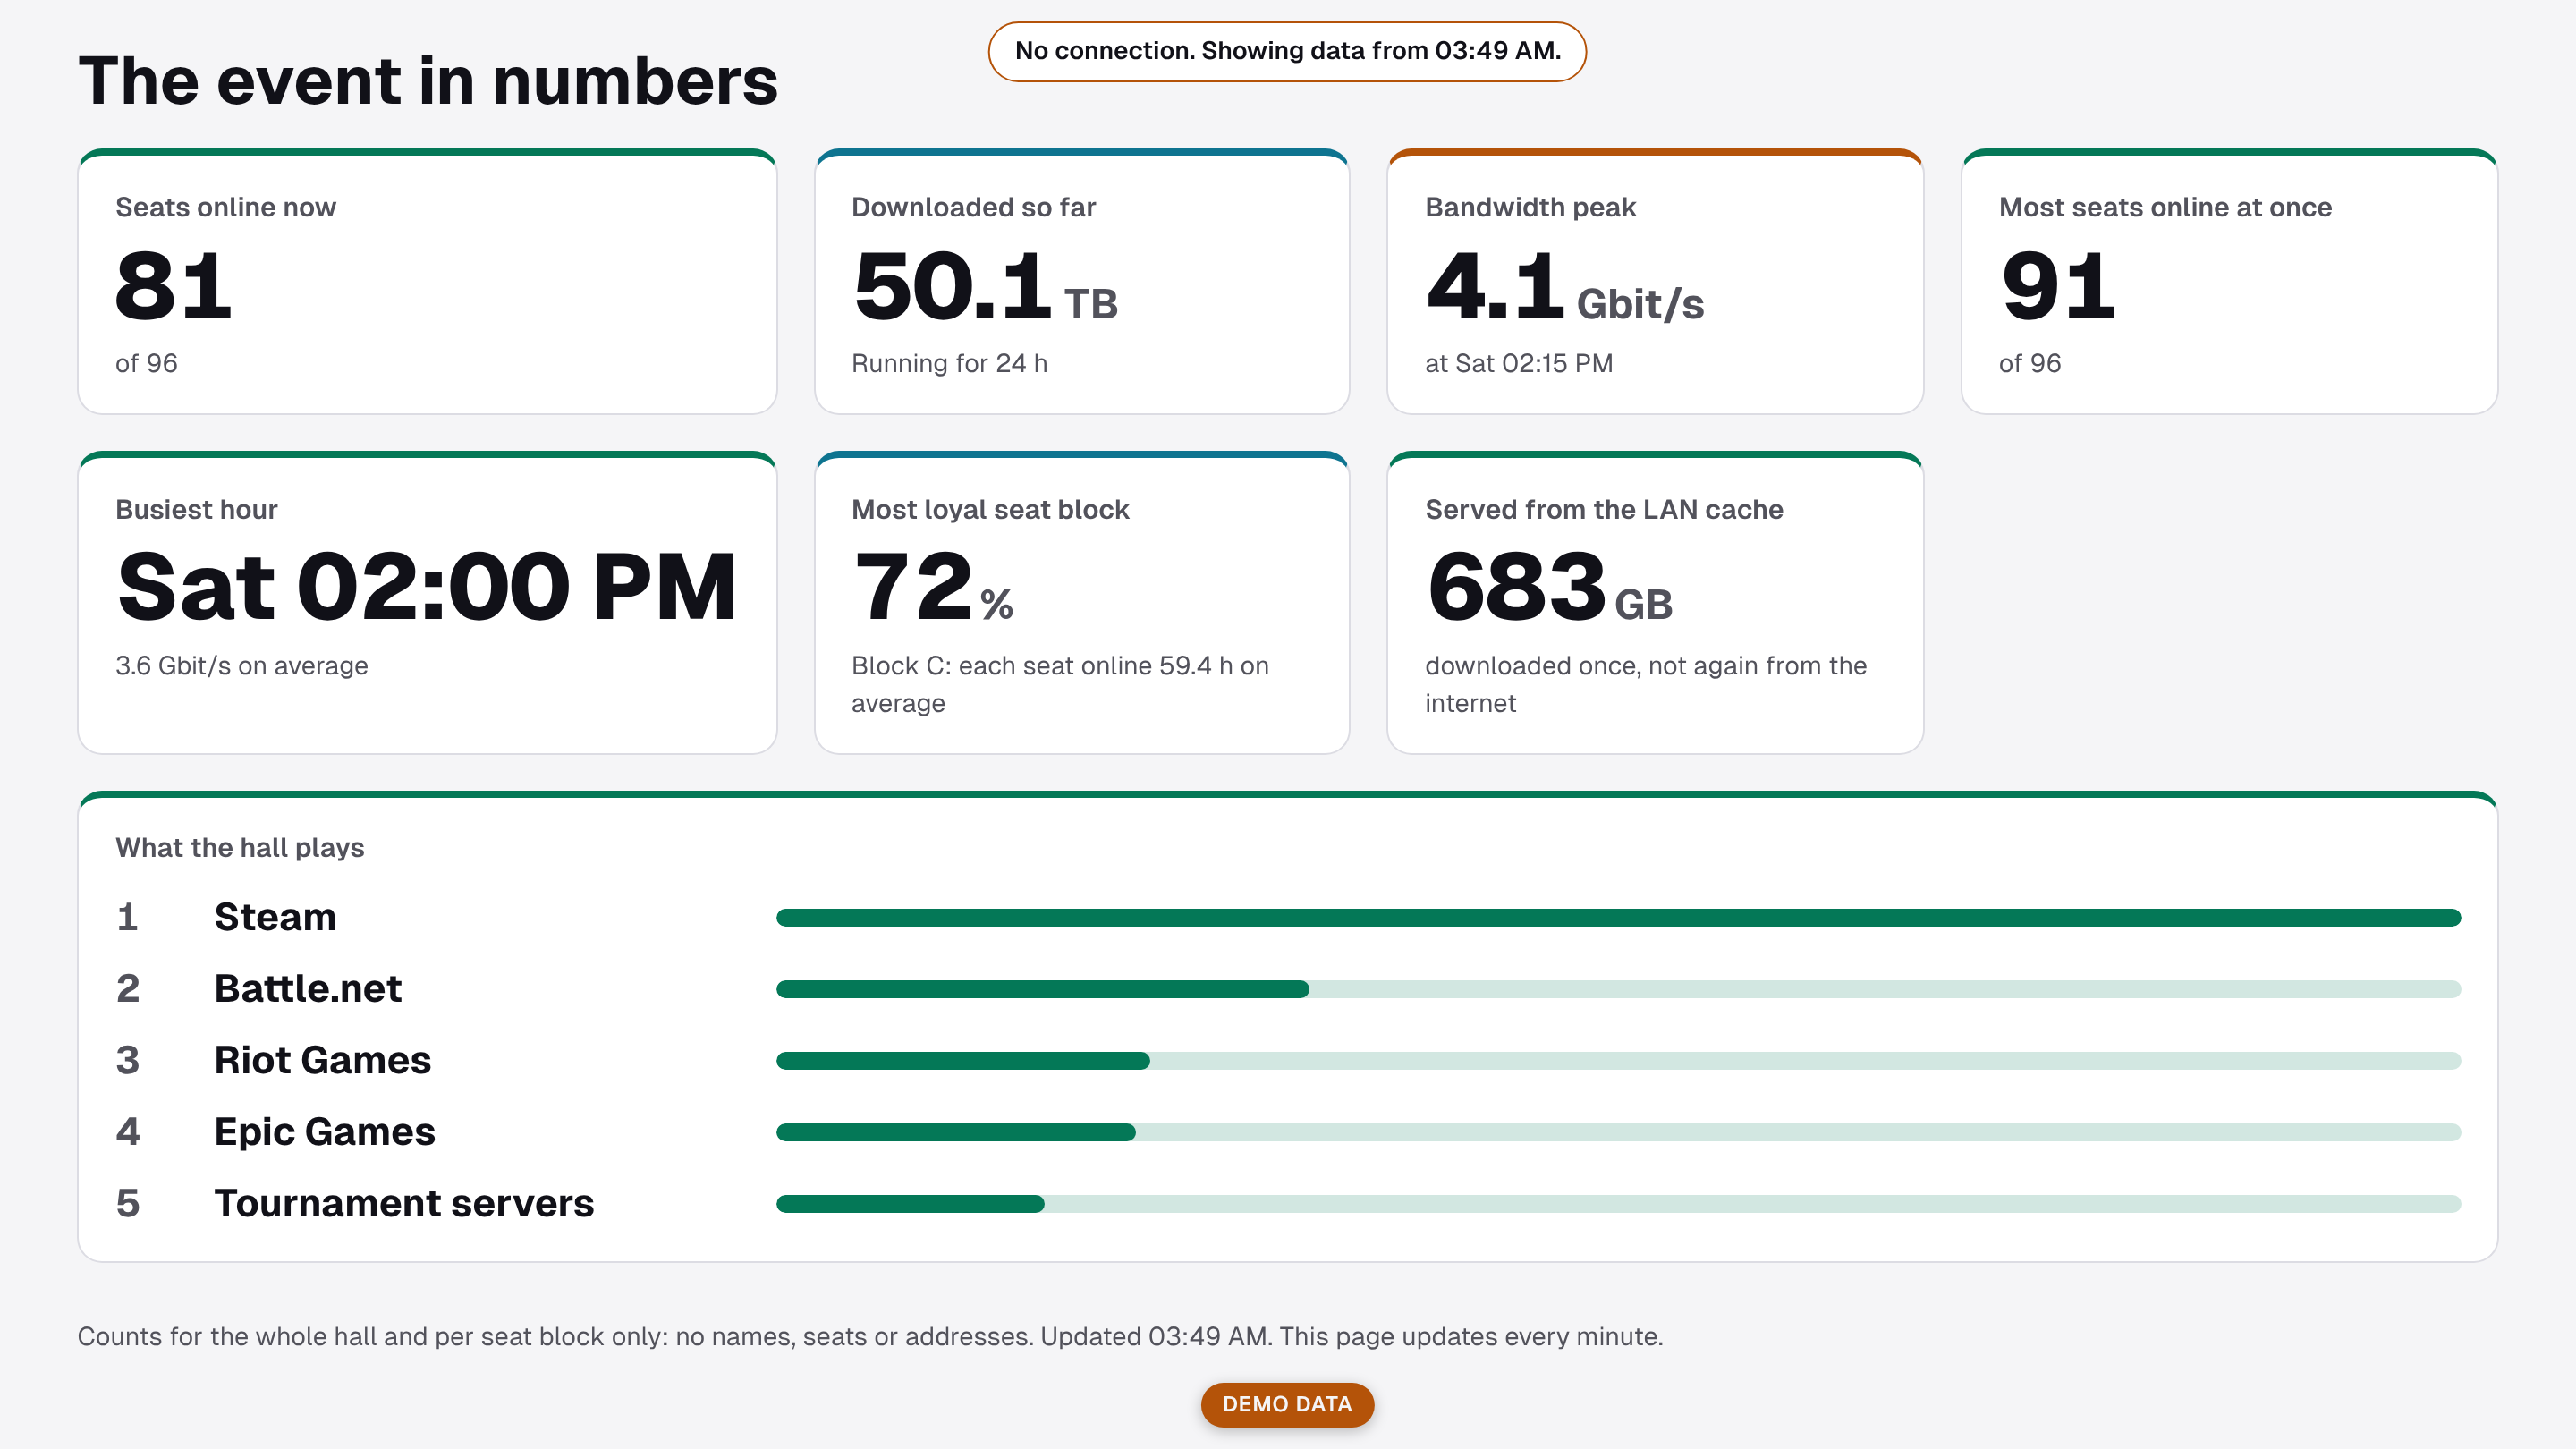 No connection. Showing data from 03:49 AM.
The event in numbers
Seats online now
81
of 96
Downloaded so far
50.1 TB
Running for 24 h
Bandwidth peak
4.1 Gbit/s
at Sat 02:15 PM
Most seats online at once
91
of 96
Busiest hour
Sat 02:00 PM
3.6 Gbit/s on average
Most loyal seat block
72 %
Block C: each seat online 59.4 h on
average
Served from the LAN cache
683 GB
downloaded once, not again from the
internet
What the hall plays
1 Steam
2 Battle.net
3 Riot Games
4 Epic Games
5 Tournament servers
Counts for the whole hall and per seat block only: no names, seats or addresses. Updated 03:49 AM. This page updates every minute.
DEMO DATA